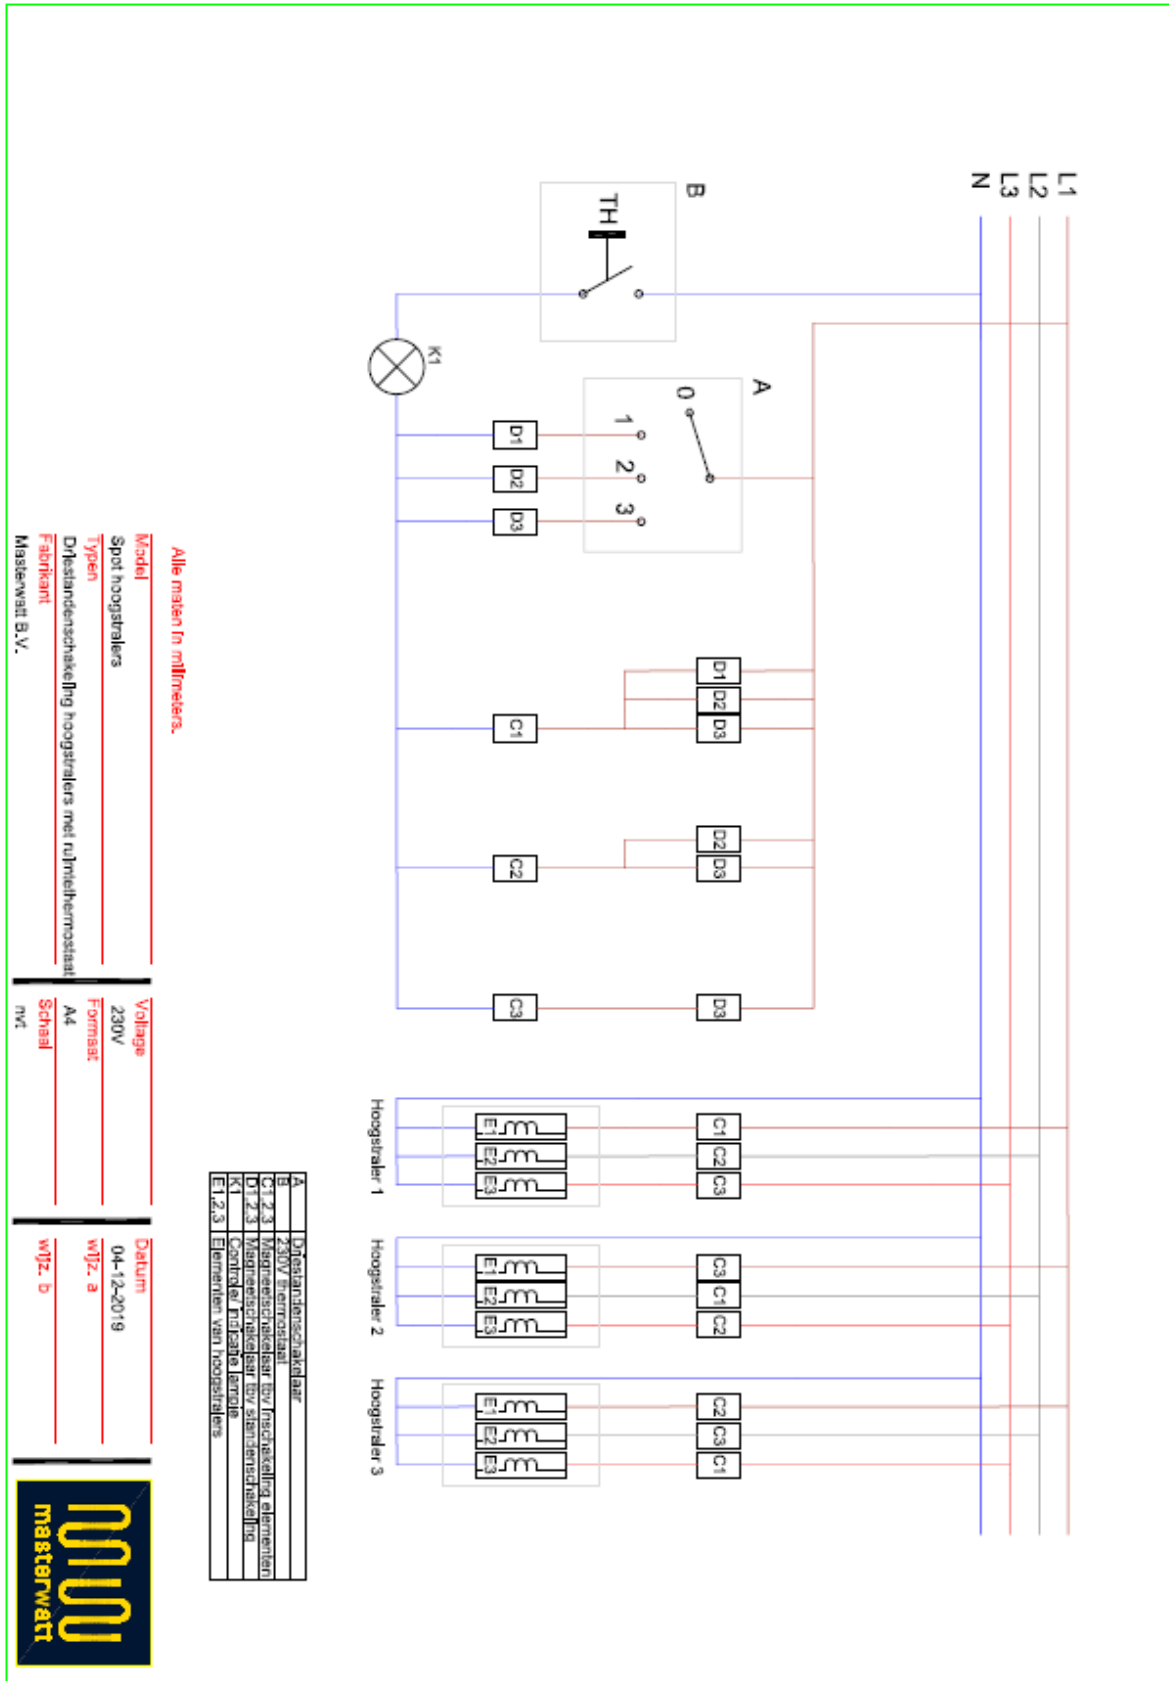 L1
L2
L3
N
B
TH
K1
A
0
1
2
3
D1
D2
D3
D1
D2
D3
C1
D2
D3
C2
D3
C3
C1
C2
C3
E1
E2
E3
Hoogstraler 1
C3
C1
C2
E1
E2
E3
Hoogstraler 2
C2
C3
C1
E1
E2
E3
Hoogstraler 3
A Driestandenschakelaar
B 230V thermostaat
C1,2,3 Magneetschakelaar tbv inschakeling elementen
D1,2,3 Magneetschakelaar tbv standenschakeling
K1 Controle/ indicatie lampje
E1,2,3 Elementen van hoogstralers
Alle maten in millimeters.
Model
Spot hoogstralers
Typen
Driestandenschakeling hoogstralers met ruimtethermostaat
Fabrikant
Masterwatt B.V.
Voltage
230V
Formaat
A4
Schaal
nvt
Datum
04-12-2019
wijz. a
wijz. b
masterwatt